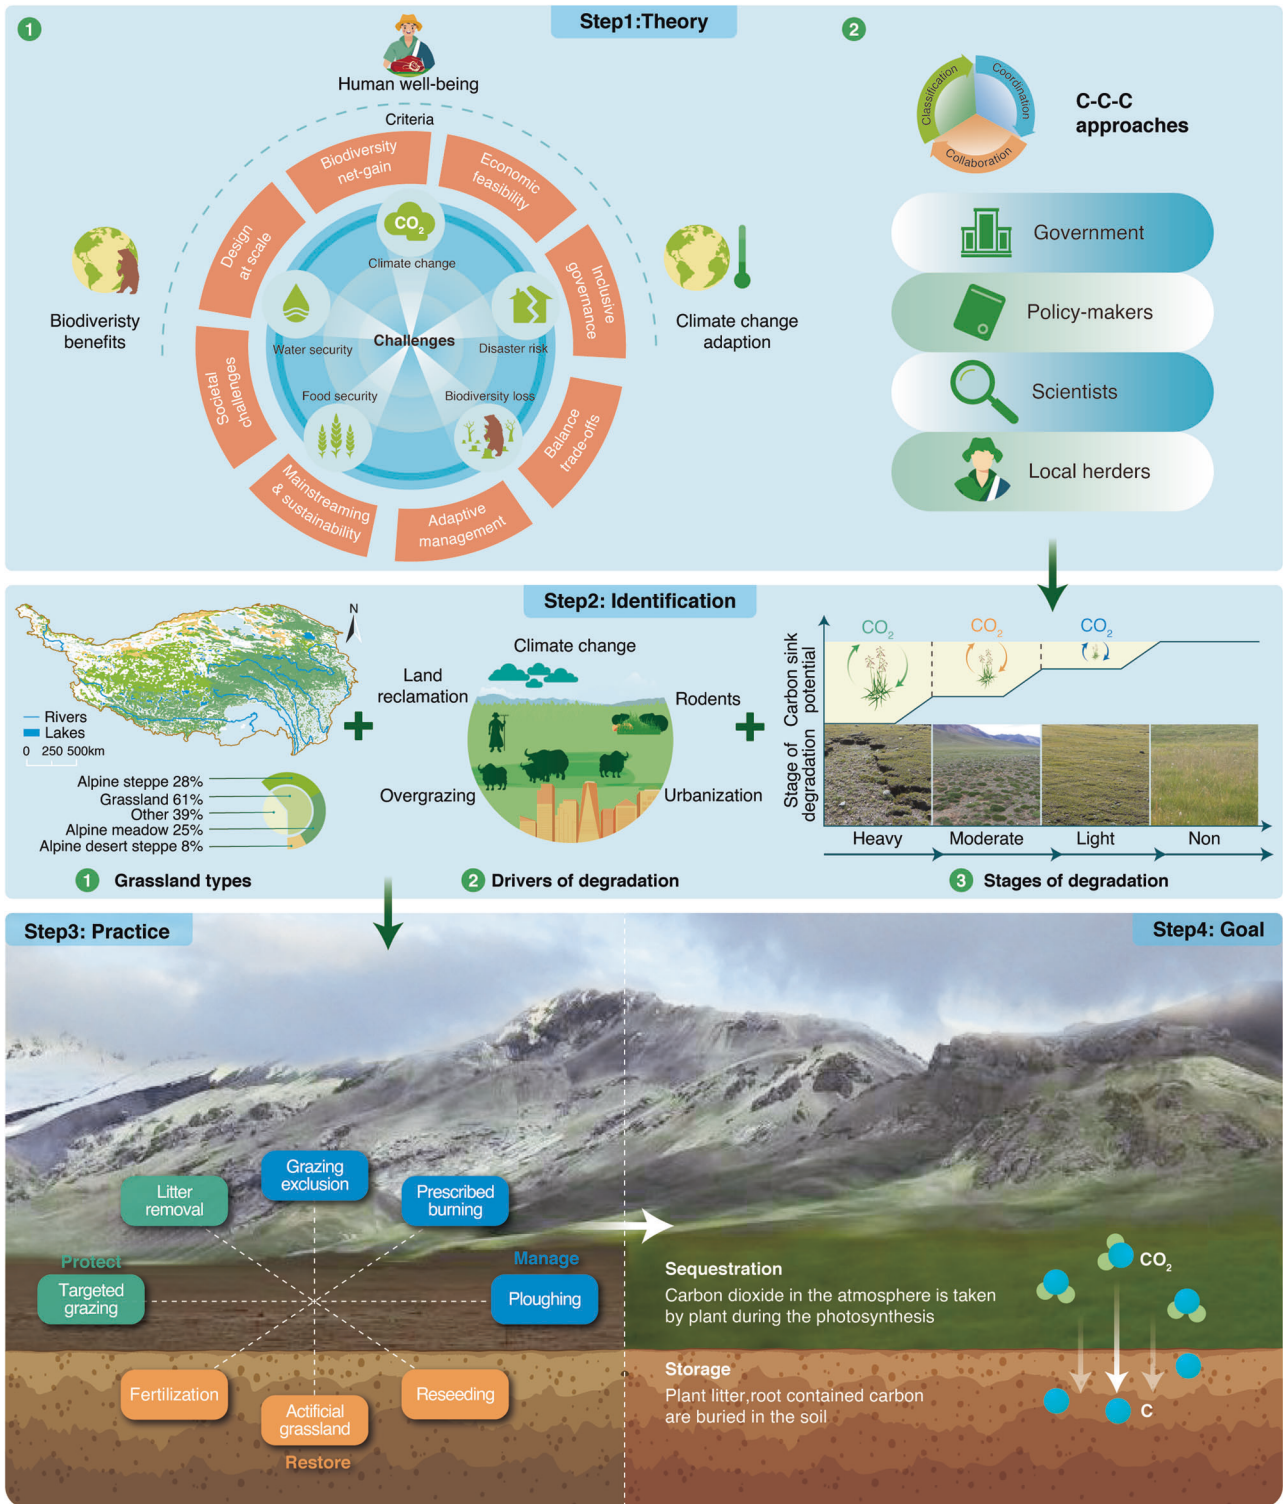 Step1:Theory
1
Human well-being
Criteria
Biodiversity
net-gain
Economic
feasibility
Design
at scale
Inclusive
governance
Societal
challenges
Balance
trade-offs
Mainstreaming
& sustainability
Adaptive
management
CO2
Climate change
Water security
Challenges
Disaster risk
Food security
Biodiversity loss
Biodiveristy
benefits
Climate change
adaption
2
Classification
Coordination
Collaboration
C-C-C
approaches
Government
Policy-makers
Scientists
Local herders
Step2: Identification
N
Rivers
Lakes
0 250 500km
Alpine steppe 28%
Grassland 61%
Other 39%
Alpine meadow 25%
Alpine desert steppe 8%
1 Grassland types
Climate change
Land
reclamation
Rodents
Overgrazing
Urbanization
2 Drivers of degradation
Carbon sink
potential
Stage of
degradation
CO2
CO2
CO2
Heavy
Moderate
Light
Non
3 Stages of degradation
Step3: Practice
Grazing
exclusion
Litter
removal
Prescribed
burning
Protect
Manage
Targeted
grazing
Ploughing
Fertilization
Reseeding
Actificial
grassland
Restore
Step4: Goal
Sequestration
Carbon dioxide in the atmosphere is taken
by plant during the photosynthesis
CO2
Storage
Plant litter,root contained carbon
are buried in the soil
C